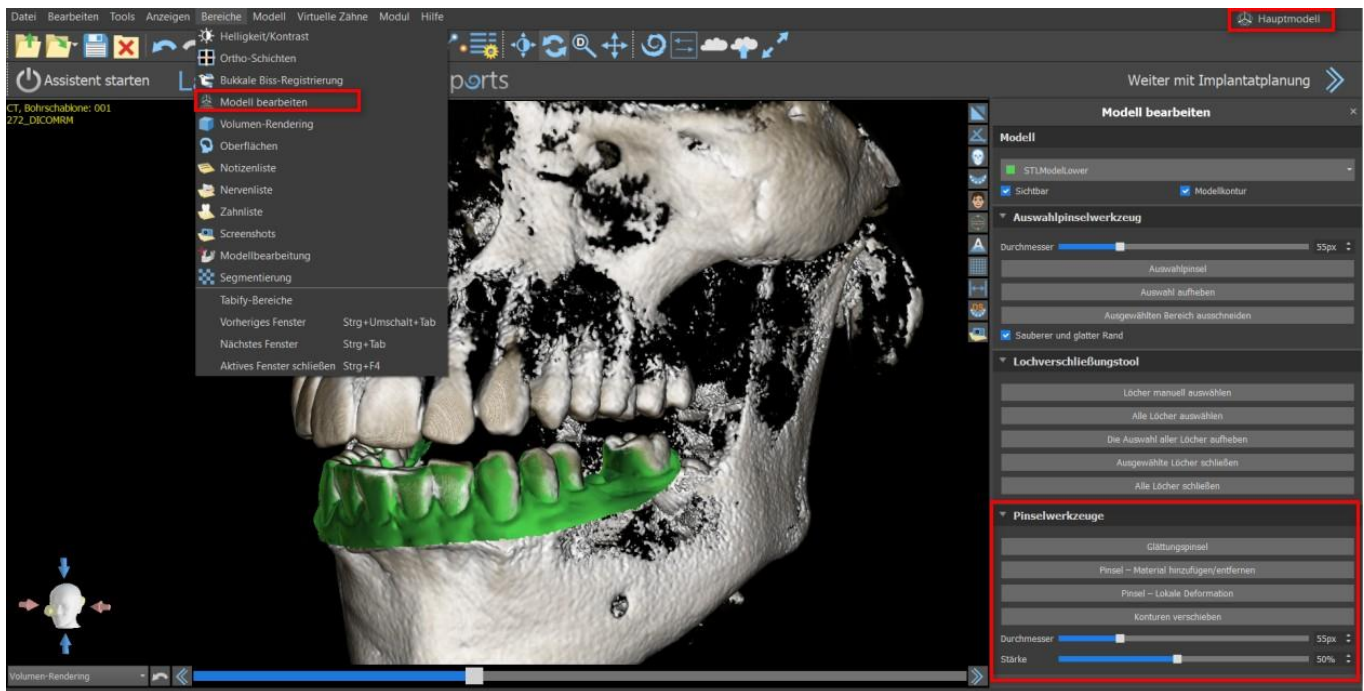 Datei Bearbeiten Tools Anzeigen Bereiche Modell Virtuelle Zähne Modul Hilfe
Hauptmodell
Helligkeit/Kontrast
Ortho-Schichten
Bukkale Biss-Registrierung
Modell bearbeiten
Volumen-Rendering
Oberflächen
Notizenliste
Nervenliste
Zahnliste
Screenshots
Modellbearbeitung
Segmentierung
Tabify-Bereiche
Vorheriges Fenster Strg+Umschalt+Tab
Nächstes Fenster Strg+Tab
Aktives Fenster schließen Strg+F4
Assistent starten
Weiter mit Implantatplanung
CT, Bohrschablone: 001
272_DICOMRM
Modell bearbeiten
Modell
STLModelLower
Sichtbar Modellkontur
Auswahlpinselwerkzeug
Durchmesser 55px
Auswahlpinsel
Auswahl aufheben
Ausgewählten Bereich ausschneiden
Sauberer und glatter Rand
Lochverschließungstool
Löcher manuell auswählen
Alle Löcher auswählen
Die Auswahl aller Löcher aufheben
Ausgewählte Löcher schließen
Alle Löcher schließen
Pinselwerkzeuge
Glättungspinsel
Pinsel – Material hinzufügen/entfernen
Pinsel – Lokale Deformation
Konturen verschieben
Durchmesser 55px
Stärke 50%
Volumen-Rendering